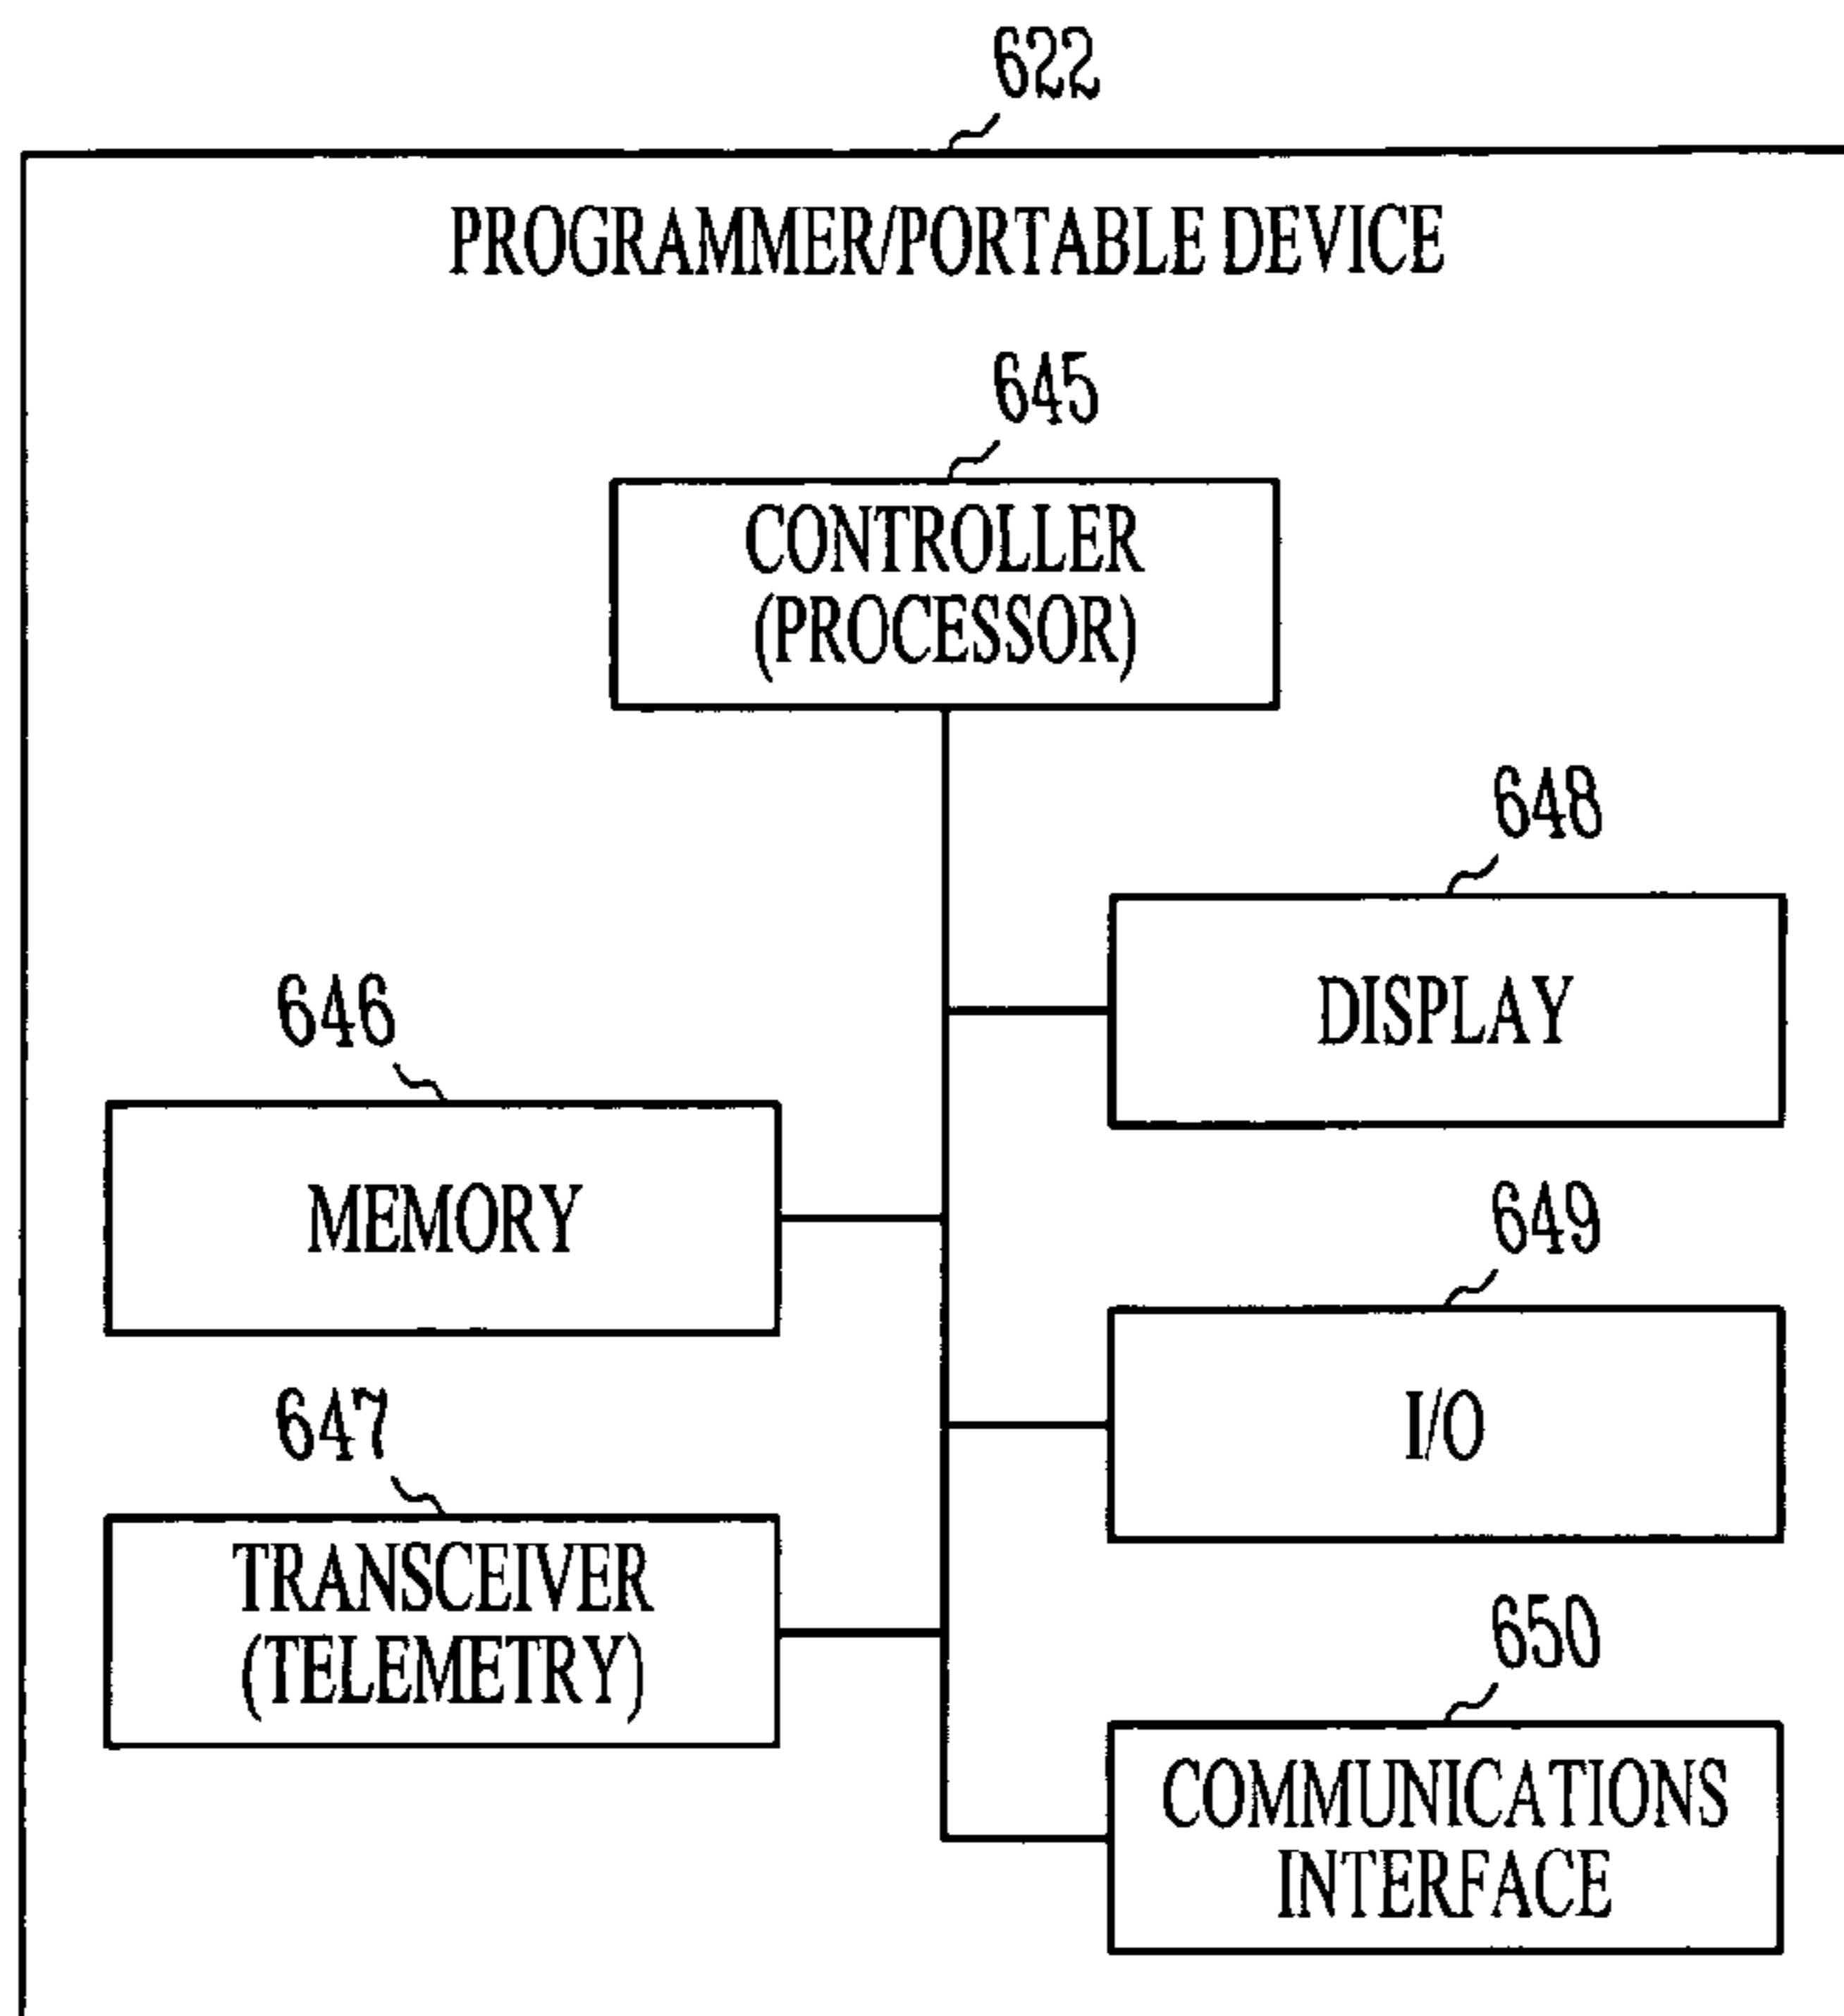 622
PROGRAMMER/PORTABLE DEVICE
645
CONTROLLER
(PROCESSOR)
648
DISPLAY
646
MEMORY
649
I/O
647
TRANSCEIVER
(TELEMETRY)
650
COMMUNICATIONS
INTERFACE